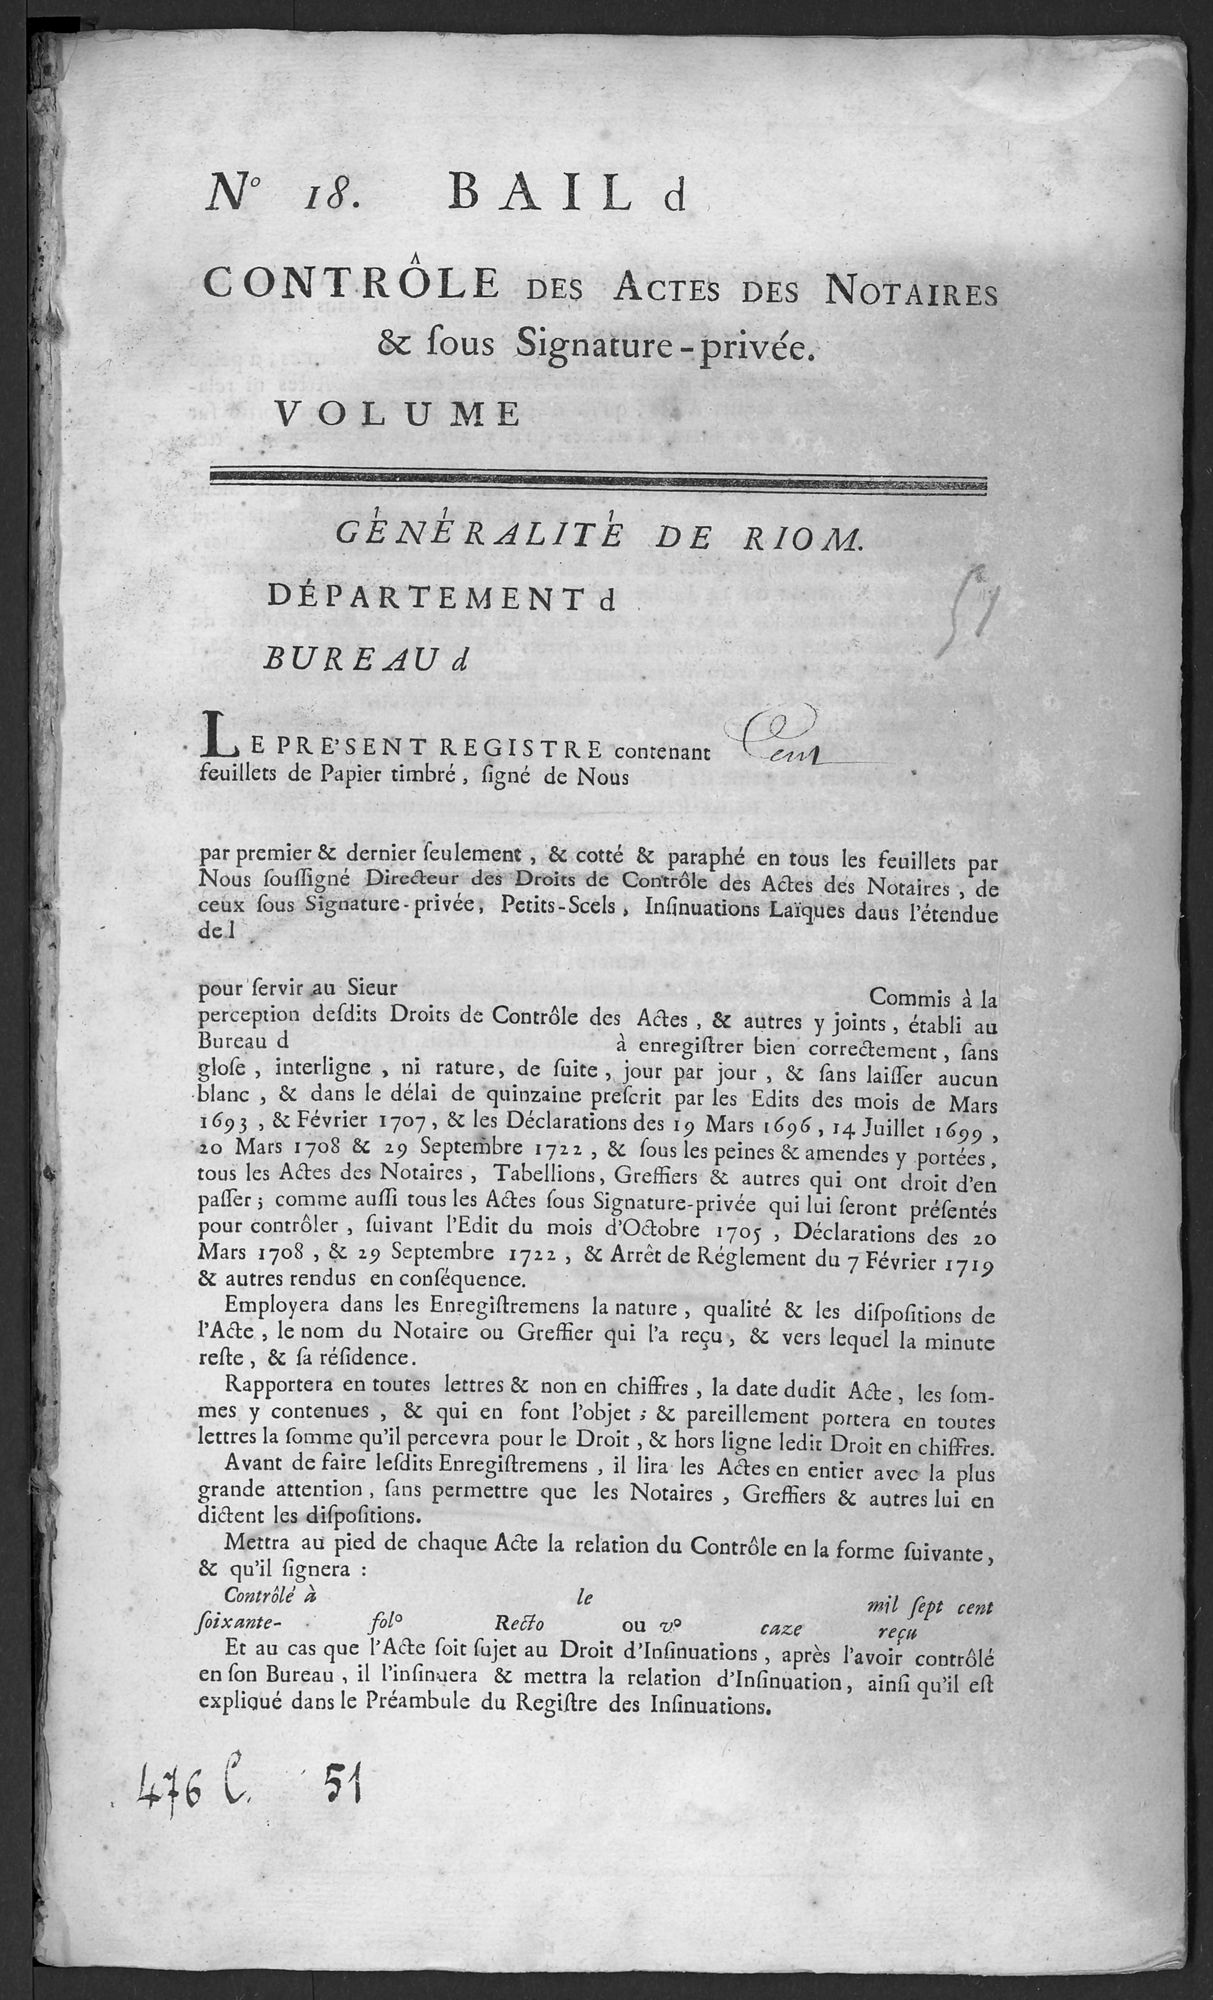 Nº 18. BAIL d
CONTRÔLE DES ACTES DES NOTAIRES
& ſous Signature-privée.
VOLUME
GÉNÉRALITÉ DE RIOM.
DÉPARTEMENT d
51
BUREAU d
LE PRÉSENT REGISTRE contenant Cent
feuillets de Papier timbré, ſigné de Nous
par premier & dernier ſeulement, & cotté & paraphé en tous les feuillets par
Nous ſouſſigné Directeur des Droits de Contrôle des Actes des Notaires, de
ceux ſous Signature-privée, Petits-Scels, Inſinuations Laïques daus l'étendue
de l
pour ſervir au Sieur Commis à la
perception deſdits Droits de Contrôle des Actes, & autres y joints, établi au
Bureau d à enregiſtrer bien correctement, ſans
gloſe, interligne, ni rature, de ſuite, jour par jour, & ſans laiſſer aucun
blanc, & dans le délai de quinzaine preſcrit par les Edits des mois de Mars
1693, & Février 1707, & les Déclarations des 19 Mars 1696, 14 Juillet 1699,
20 Mars 1708 & 29 Septembre 1722, & ſous les peines & amendes y portées,
tous les Actes des Notaires, Tabellions, Greffiers & autres qui ont droit d'en
paſſer; comme auſſi tous les Actes ſous Signature-privée qui lui ſeront préſentés
pour contrôler, ſuivant l'Edit du mois d'Octobre 1705, Déclarations des 20
Mars 1708, & 29 Septembre 1722, & Arrêt de Réglement du 7 Février 1719
& autres rendus en conſéquence.
Employera dans les Enregiſtremens la nature, qualité & les diſpoſitions de
l'Acte, le nom du Notaire ou Greffier qui l'a reçu, & vers lequel la minute
reſte, & ſa réſidence.
Rapportera en toutes lettres & non en chiffres, la date dudit Acte, les ſom-
mes y contenues, & qui en font l'objet; & pareillement portera en toutes
lettres la ſomme qu'il percevra pour le Droit, & hors ligne ledit Droit en chiffres.
Avant de faire leſdits Enregiſtremens, il lira les Actes en entier avec la plus
grande attention, ſans permettre que les Notaires, Greffiers & autres lui en
dictent les diſpoſitions.
Mettra au pied de chaque Acte la relation du Contrôle en la forme ſuivante,
& qu'il ſignera :
Contrôlé à le mil ſept cent
ſoixante- folº Recto ou vº caze reçu
Et au cas que l'Acte ſoit ſujet au Droit d'Inſinuations, après l'avoir contrôlé
en ſon Bureau, il l'inſinuera & mettra la relation d'Inſinuation, ainſi qu'il eſt
expliqué dans le Préambule du Regiſtre des Inſinuations.
476 C. 51